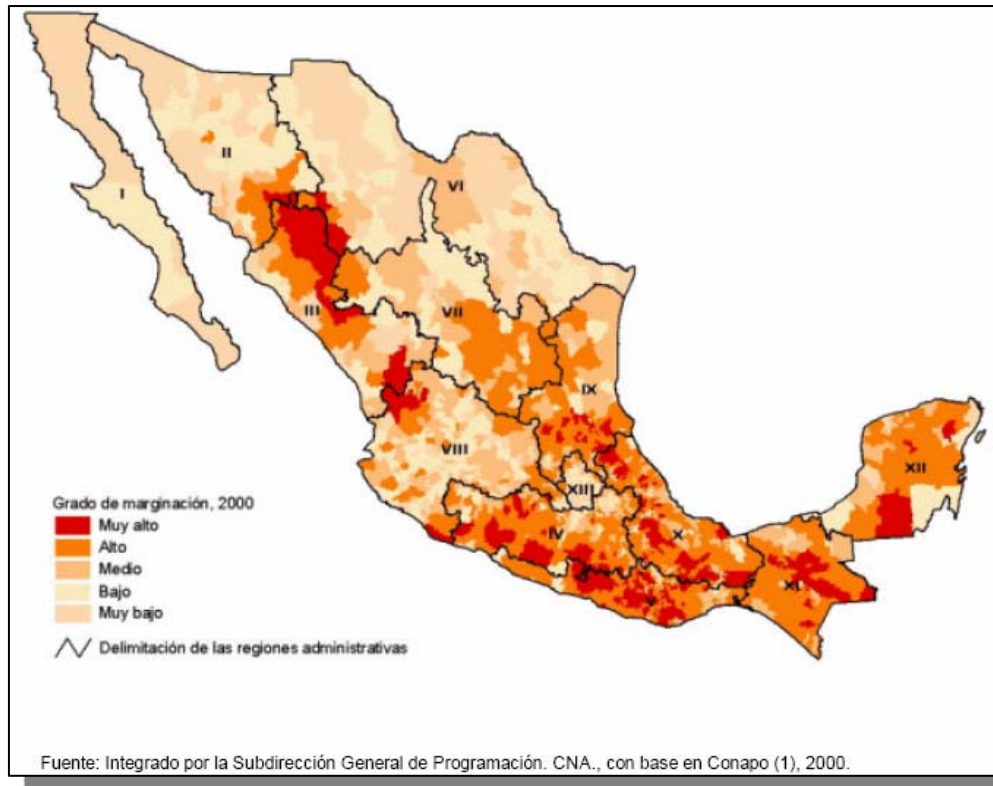 VI
II
I
III
VII
IX
VIII
XII
XIII
IV
X
XI
V
Grado de marginación, 2000
Muy alto
Alto
Medio
Bajo
Muy bajo
Delimitación de las regiones administrativas
Fuente: Integrado por la Subdirección General de Programación. CNA., con base en Conapo (1), 2000.